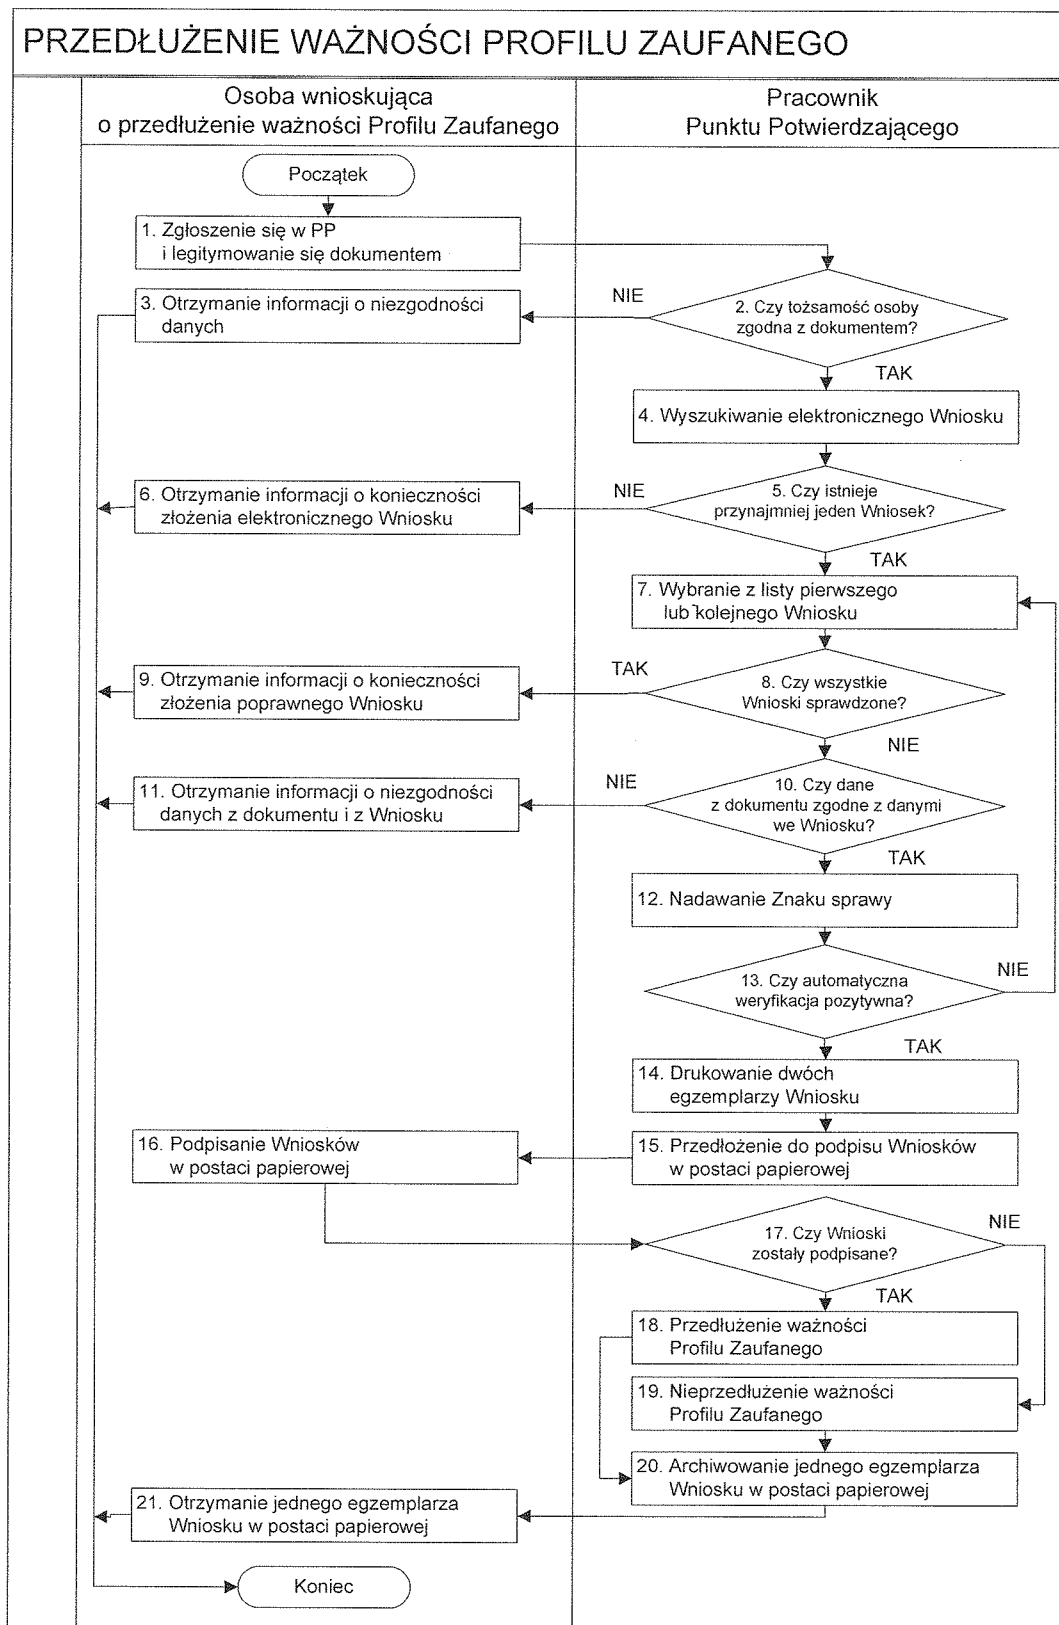 PRZEDŁUŻENIE WAŻNOŚCI PROFILU ZAUFANEGO
Osoba wnioskująca
o przedłużenie ważności Profilu Zaufanego
Pracownik
Punktu Potwierdzającego
Początek
1. Zgłoszenie się w PP
i legitymowanie się dokumentem
2. Czy tożsamość osoby
zgodna z dokumentem?
NIE
3. Otrzymanie informacji o niezgodności
danych
TAK
4. Wyszukiwanie elektronicznego Wniosku
5. Czy istnieje
przynajmniej jeden Wniosek?
NIE
6. Otrzymanie informacji o konieczności
złożenia elektronicznego Wniosku
TAK
7. Wybranie z listy pierwszego
lub kolejnego Wniosku
8. Czy wszystkie
Wnioski sprawdzone?
TAK
9. Otrzymanie informacji o konieczności
złożenia poprawnego Wniosku
NIE
10. Czy dane
z dokumentu zgodne z danymi
we Wniosku?
NIE
11. Otrzymanie informacji o niezgodności
danych z dokumentu i z Wniosku
TAK
12. Nadawanie Znaku sprawy
13. Czy automatyczna
weryfikacja pozytywna?
NIE
TAK
14. Drukowanie dwóch
egzemplarzy Wniosku
15. Przedłożenie do podpisu Wniosków
w postaci papierowej
16. Podpisanie Wniosków
w postaci papierowej
17. Czy Wnioski
zostały podpisane?
NIE
TAK
18. Przedłużenie ważności
Profilu Zaufanego
19. Nieprzedłużenie ważności
Profilu Zaufanego
20. Archiwowanie jednego egzemplarza
Wniosku w postaci papierowej
21. Otrzymanie jednego egzemplarza
Wniosku w postaci papierowej
Koniec